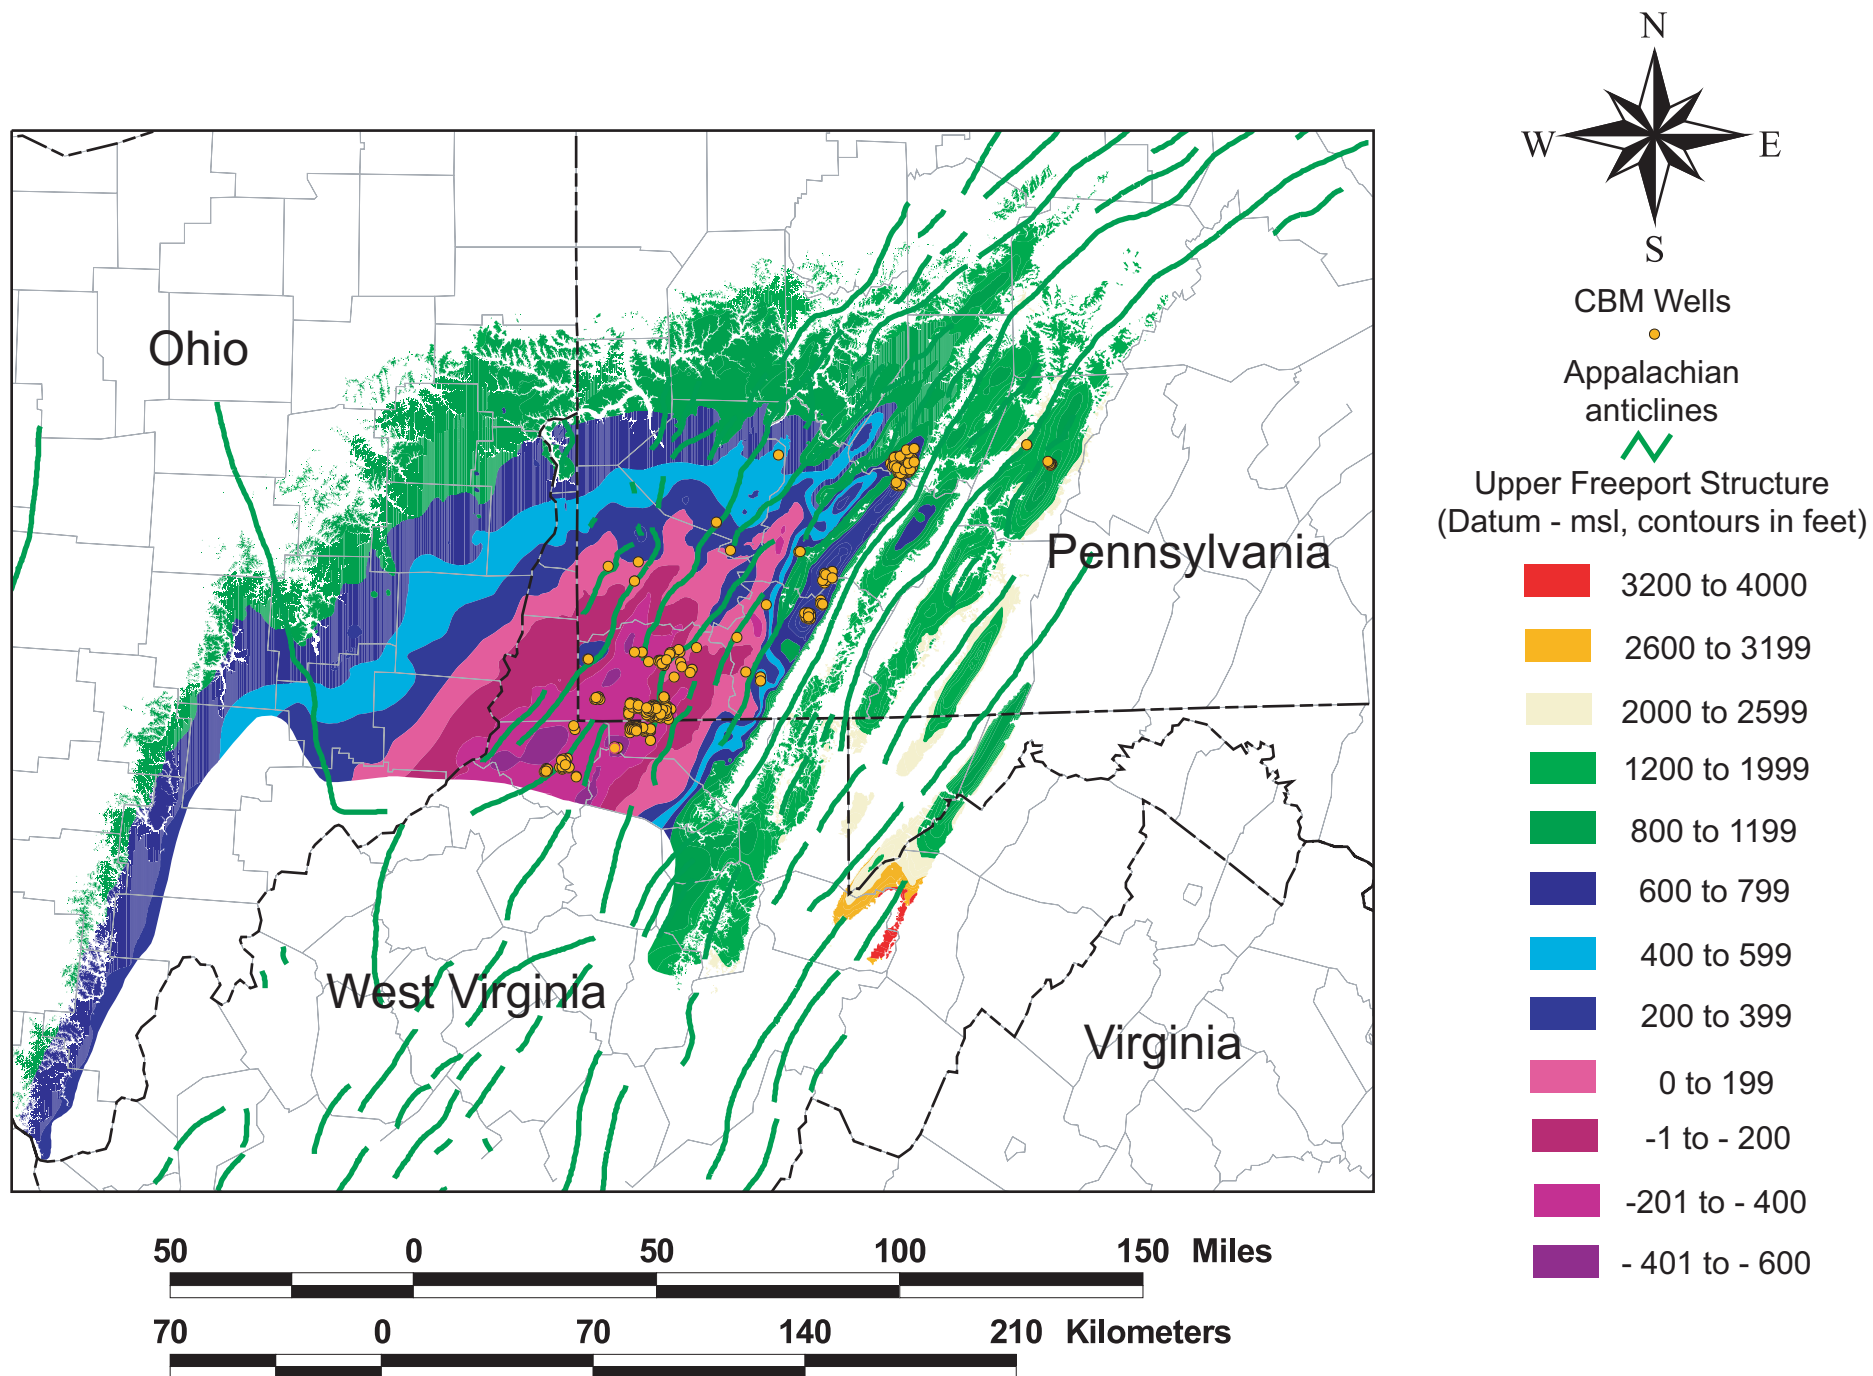 N
W
E
S
CBM Wells
Appalachian
anticlines
Upper Freeport Structure
(Datum - msl, contours in feet)
3200 to 4000
2600 to 3199
2000 to 2599
1200 to 1999
800 to 1199
600 to 799
400 to 599
200 to 399
0 to 199
-1 to - 200
-201 to - 400
- 401 to - 600
Ohio
Pennsylvania
West Virginia
Virginia
50 0 50 100 150 Miles
70 0 70 140 210 Kilometers